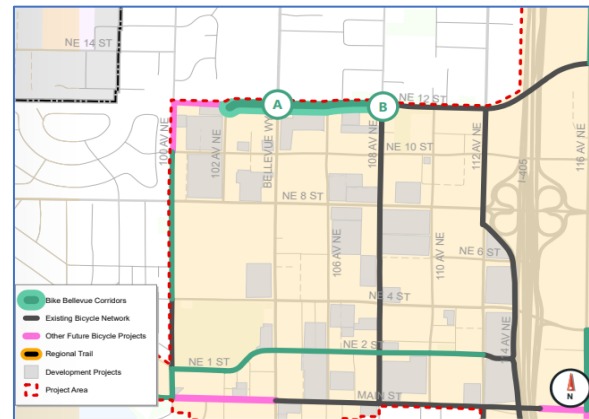 NE 14 ST
A
B
NE 12 ST
100 AV NE
102 AV NE
BELLEVUE W
108 AV NE
NE 10 ST
112 AV NE
I-405
116 AV NE
NE 8 ST
106 AV NE
110 AV NE
NE 6 ST
NE 4 ST
NE 2 ST
4 AV NE
NE 1 ST
MAIN ST
Bike Bellevue Corridors
Existing Bicycle Network
Other Future Bicycle Projects
Regional Trail
Development Projects
Project Area
N